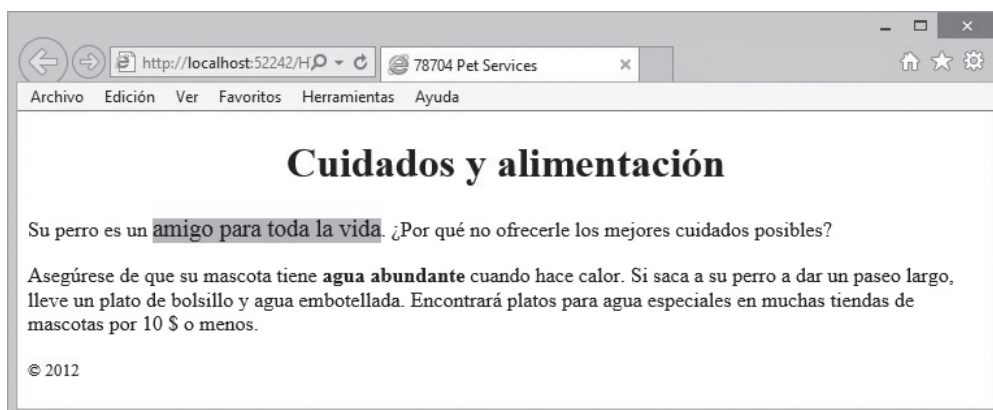 http://localhost:52242/H
78704 Pet Services
Archivo Edición Ver Favoritos Herramientas Ayuda
Cuidados y alimentación
Su perro es un amigo para toda la vida. ¿Por qué no ofrecerle los mejores cuidados posibles?
Asegúrese de que su mascota tiene agua abundante cuando hace calor. Si saca a su perro a dar un paseo largo,
lleve un plato de bolsillo y agua embotellada. Encontrará platos para agua especiales en muchas tiendas de
mascotas por 10 $ o menos.
© 2012